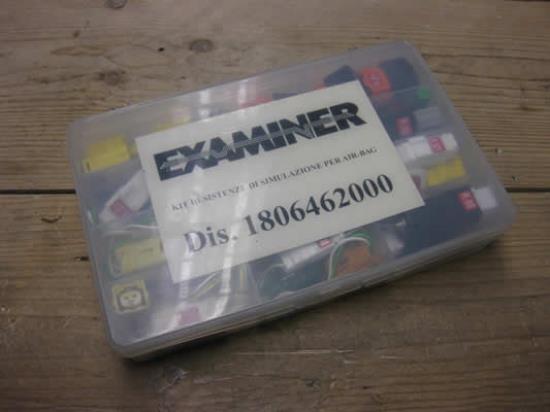 EXAMINER
KIT RESISTENZE DI SIMULAZIONE PER AIR-BAG
Dis. 1806462000